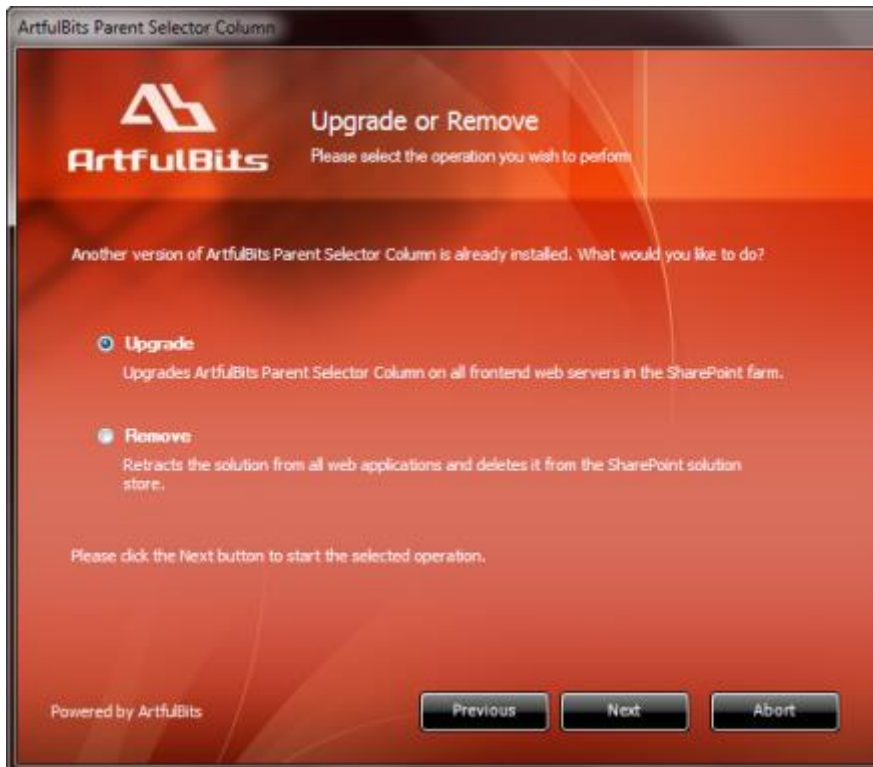 ArtfulBits Parent Selector Column
ArtfulBits
Upgrade or Remove
Please select the operation you wish to perform
Another version of ArtfulBits Parent Selector Column is already installed. What would you like to do?
Upgrade
Upgrades ArtfulBits Parent Selector Column on all frontend web servers in the SharePoint farm.
Remove
Retracts the solution from all web applications and deletes it from the SharePoint solution
store.
Please click the Next button to start the selected operation.
Powered by ArtfulBits
Previous
Next
Abort